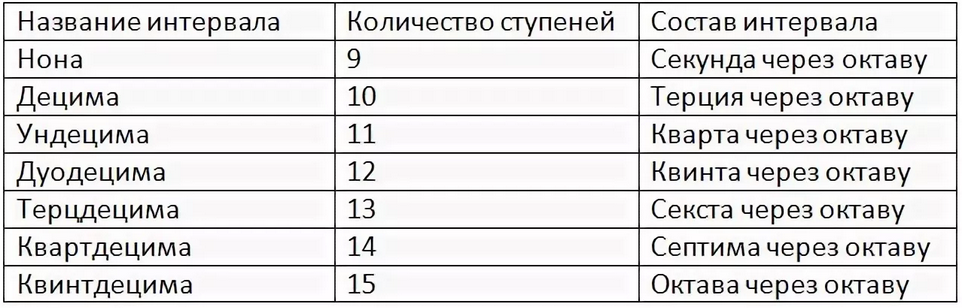 Название интервала Количество ступеней Состав интервала
Нона 9 Секунда через октаву
Децима 10 Терция через октаву
Ундецима 11 Кварта через октаву
Дуодецима 12 Квинта через октаву
Терцдецима 13 Секста через октаву
Квартдецима 14 Септима через октаву
Квинтдецима 15 Октава через октаву